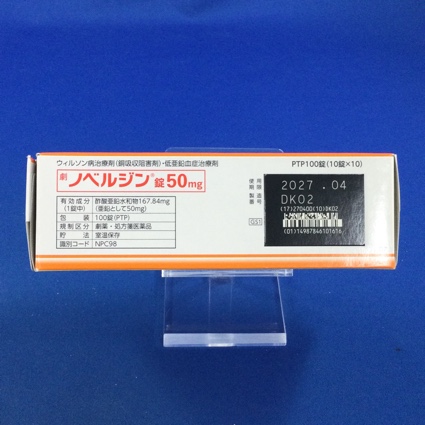 ウィルソン病治療剤(銅吸収阻害剤)・低亜鉛血症治療剤
PTP100錠(10錠×10)
劇 ノベルジン®錠50mg
有効成分(1錠中) 酢酸亜鉛水和物167.84mg(亜鉛として50mg)
包装 100錠(PTP)
規制区分 劇薬・処方箋医薬品
貯法 室温保存
識別コード NPC98
使用期限 2027.04
製造番号 DK02
(17)270400(10)DK02
GS1
(01)14987846101656